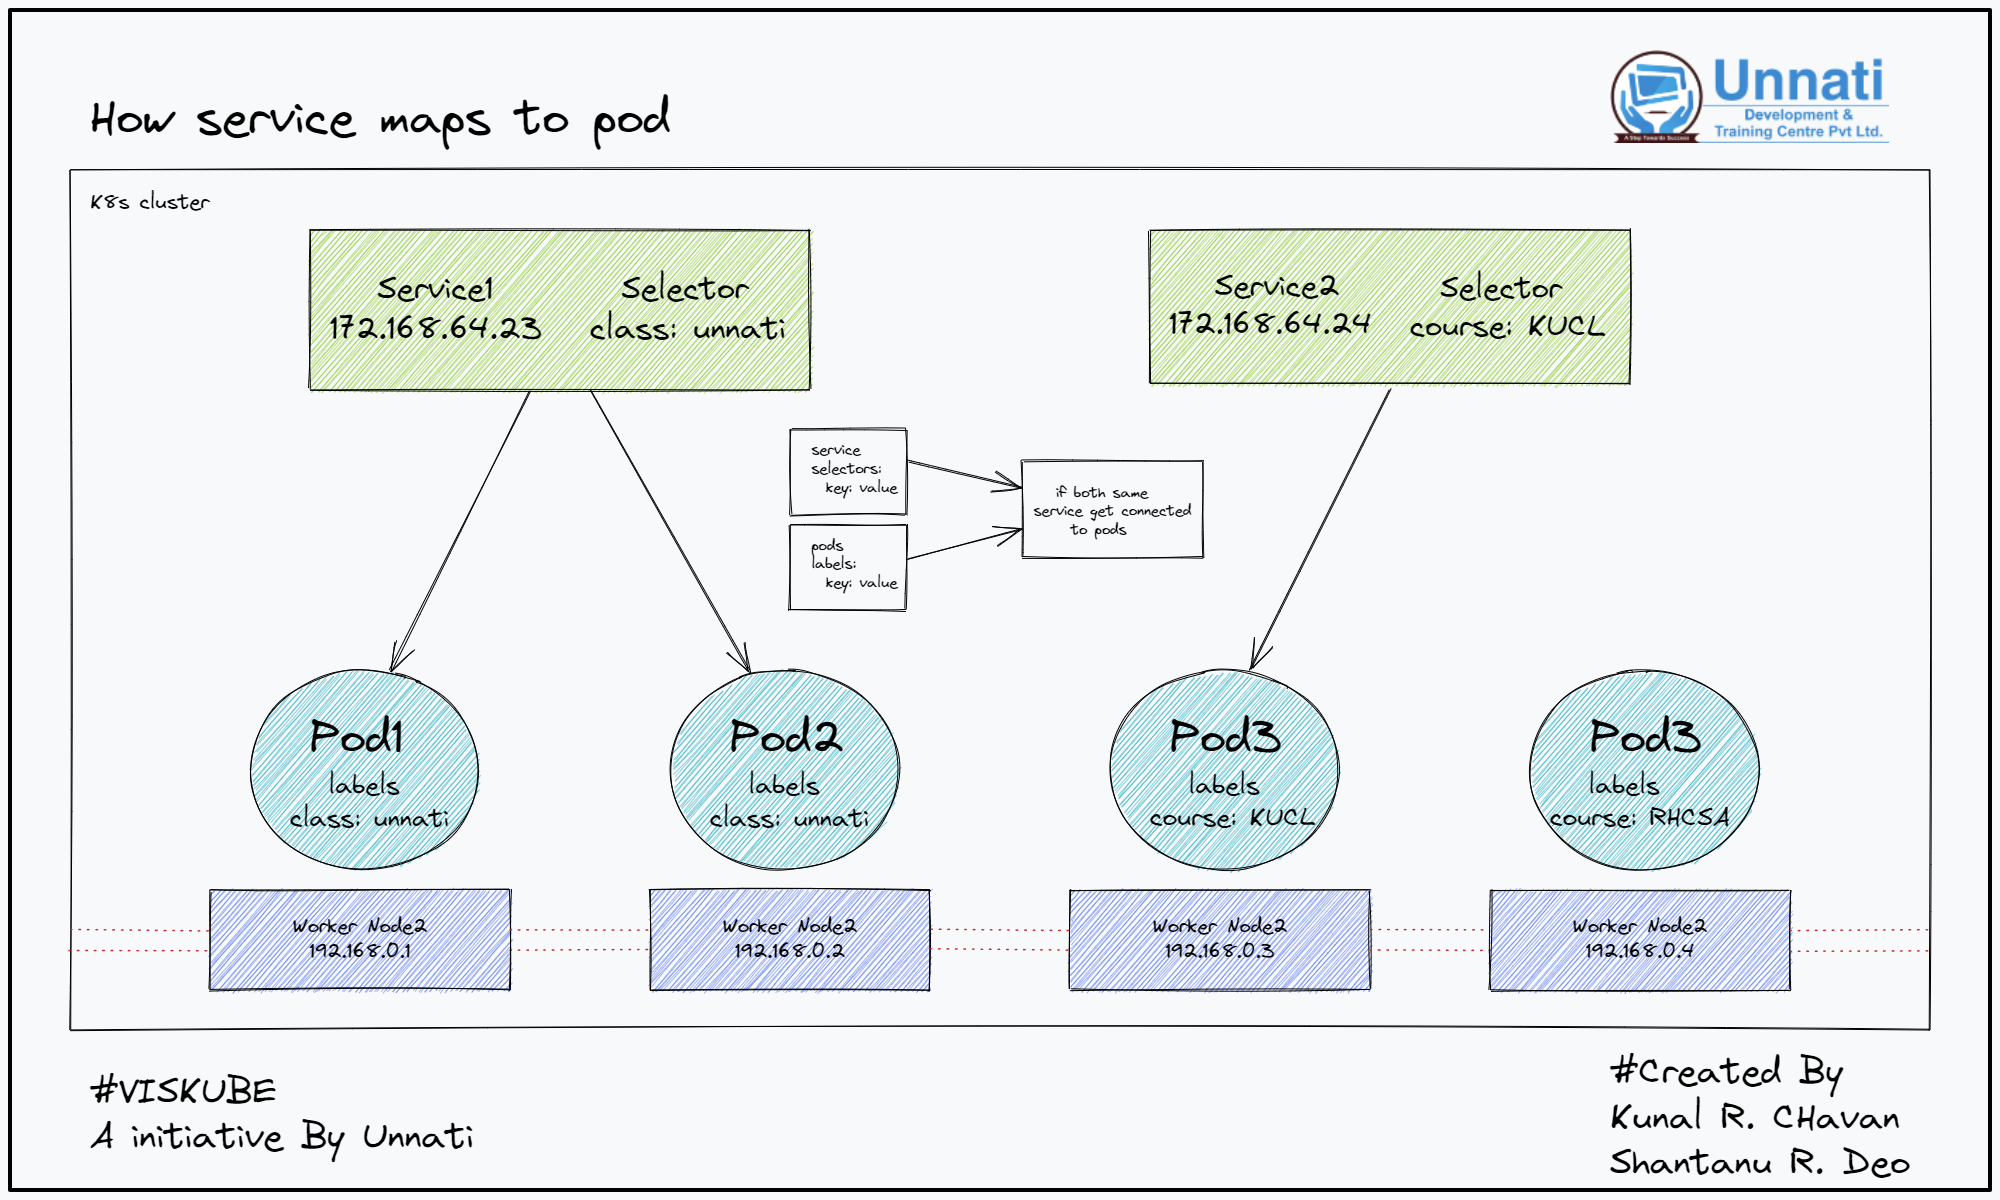 How service maps to pod
Unnati
Development &
Training Centre Pvt Ltd.
A Step Towards Success
K8s cluster
Service1
172.168.64.23
Selector
class: unnati
Service2
172.168.64.24
Selector
course: KUCL
service
selectors:
key: value
pods
labels:
key: value
if both same
service get connected
to pods
Pod1
labels
class: unnati
Pod2
labels
class: unnati
Pod3
labels
course: KUCL
Pod3
labels
course: RHCSA
Worker Node2
192.168.0.1
Worker Node2
192.168.0.2
Worker Node2
192.168.0.3
Worker Node2
192.168.0.4
#VISKUBE
A initiative By Unnati
#Created By
Kunal R. CHavan
Shantanu R. Deo